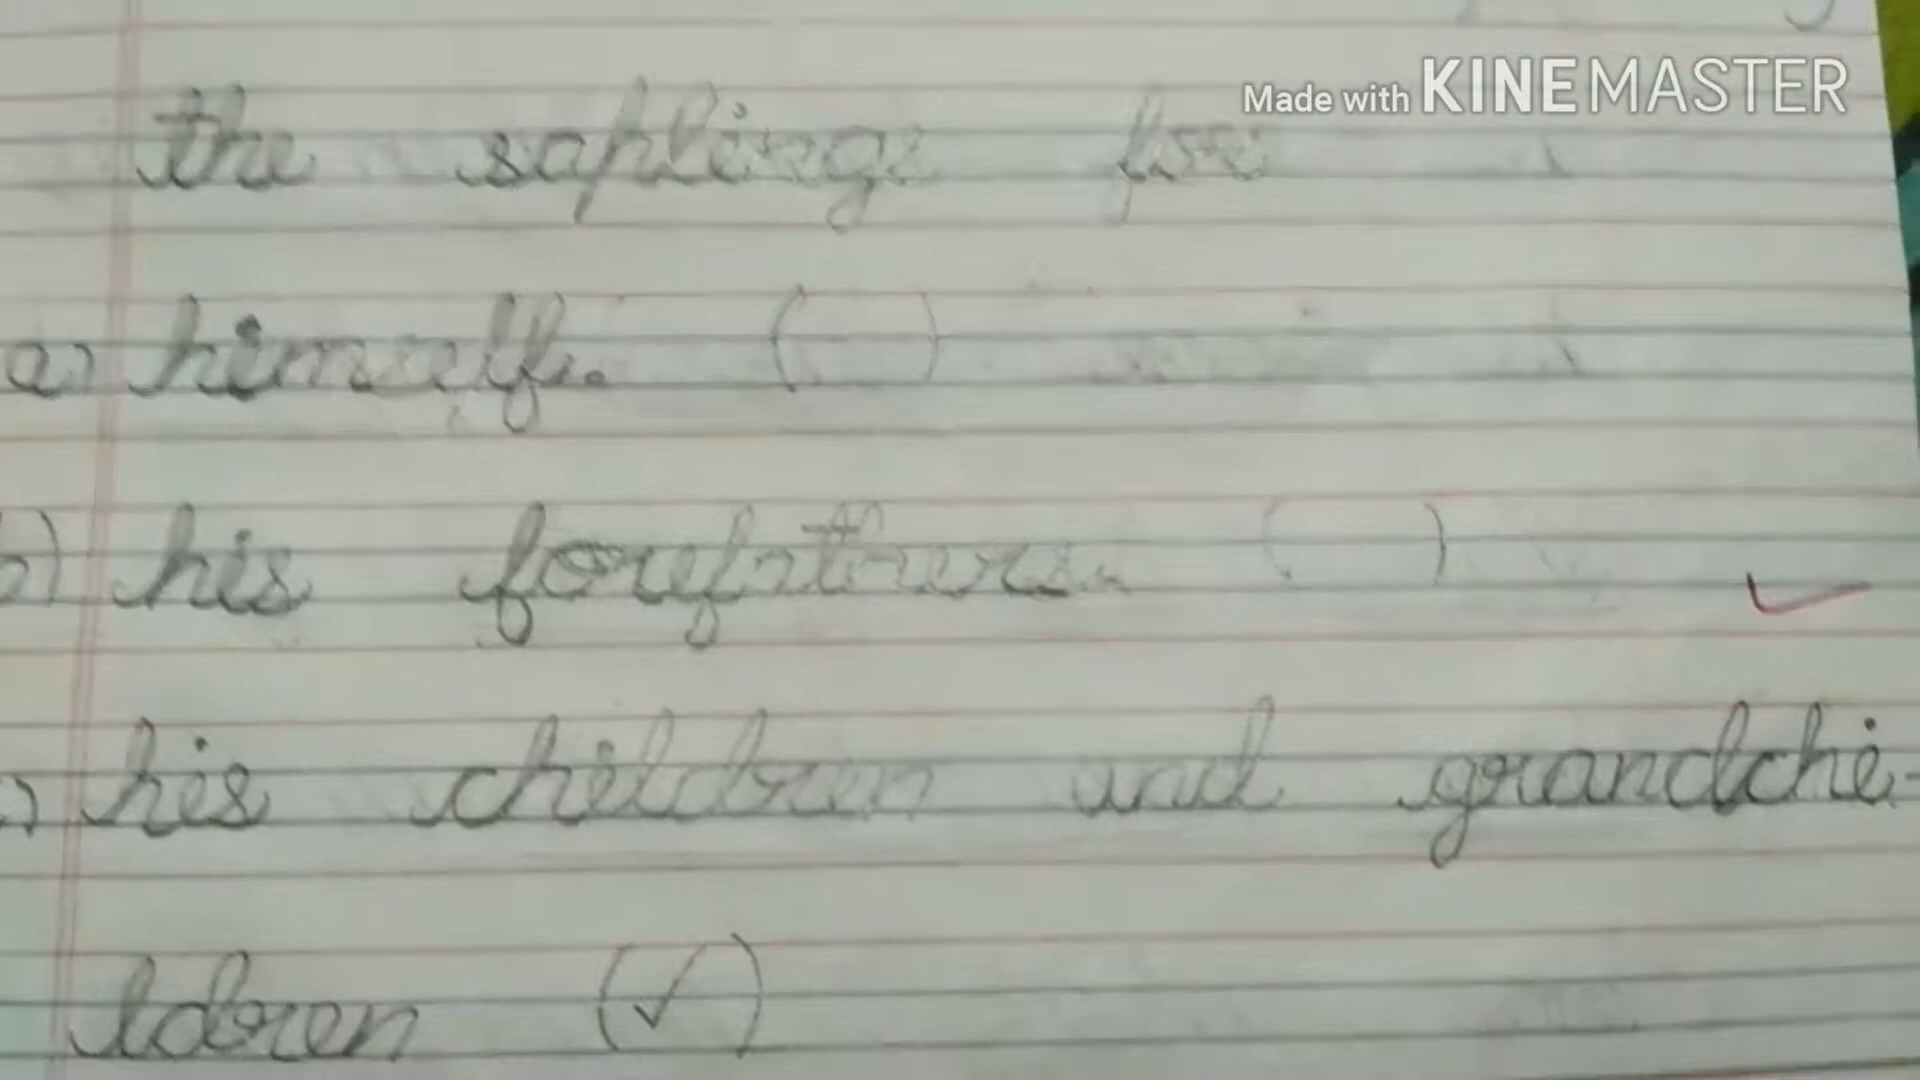 Made with KINEMASTER
the saplings for
a) himself. ( )
b) his forefathers. ( )
c) his children and grandchi-
ldren (✓)